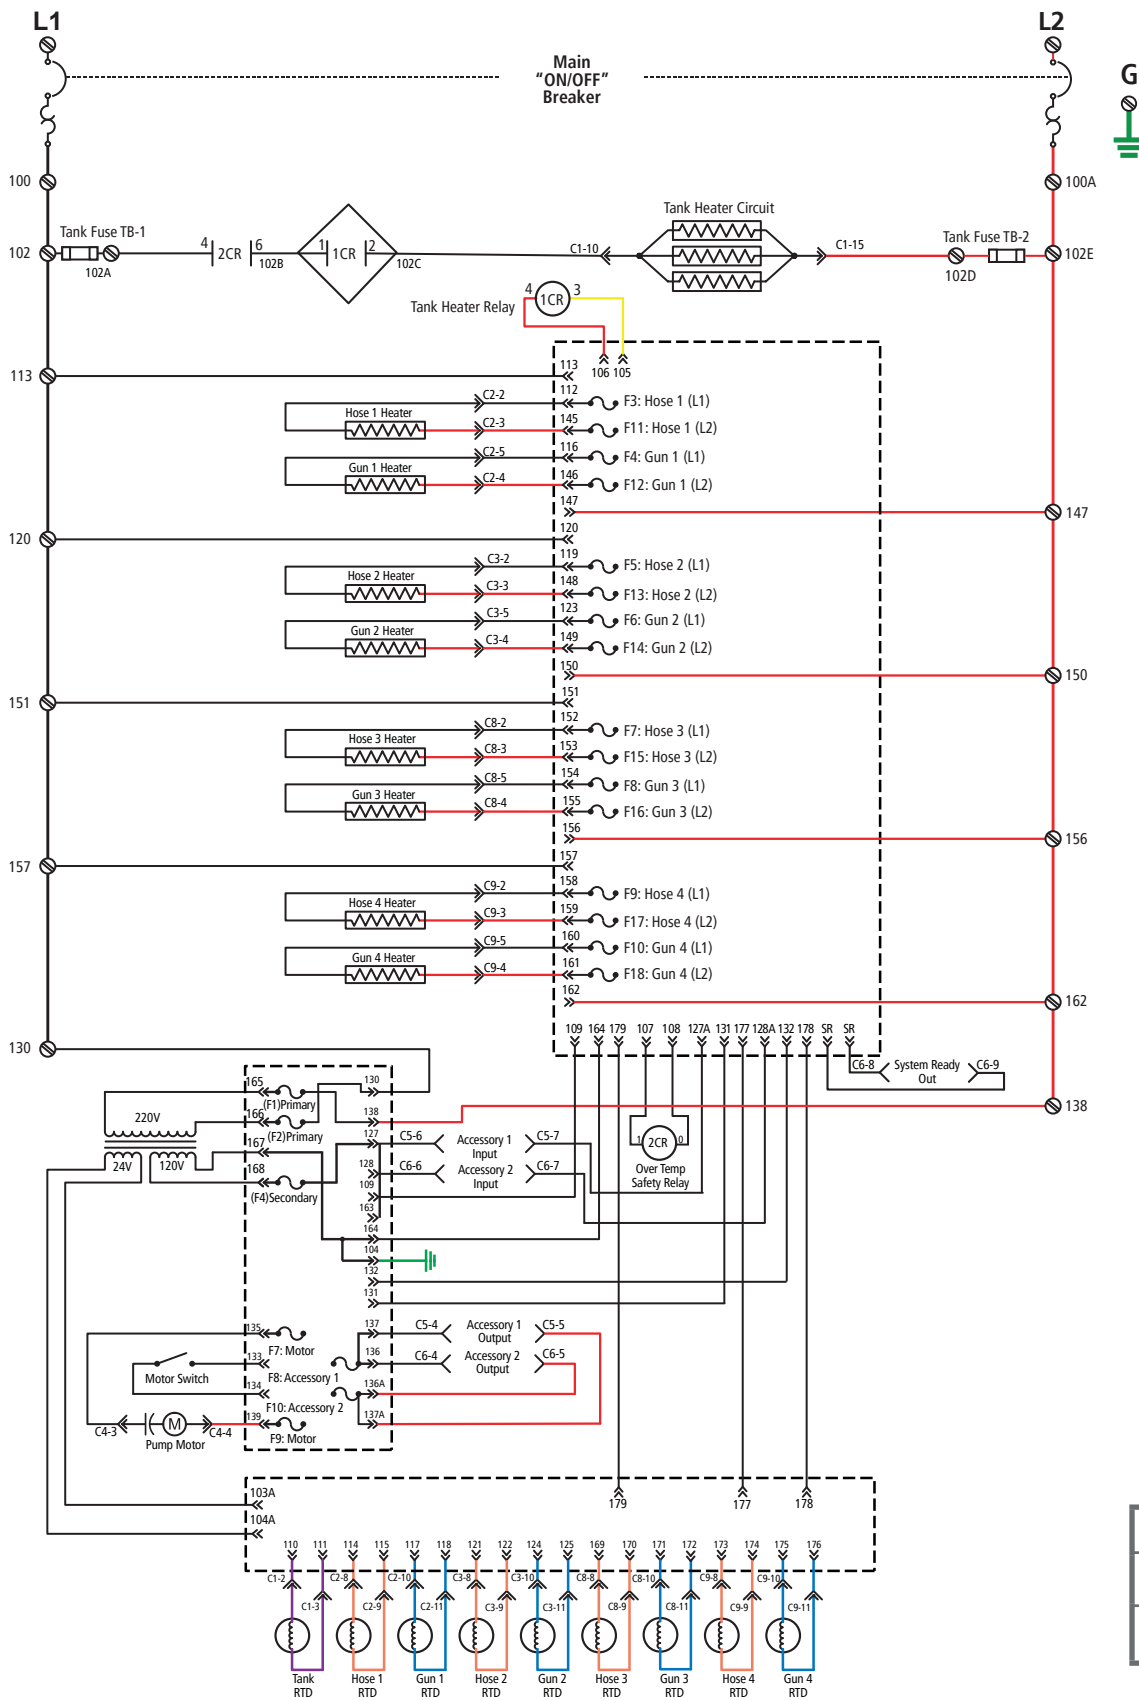 L1
L2
Main
"ON/OFF"
Breaker
G
100
100A
Tank Fuse TB-1
Tank Heater Circuit
Tank Fuse TB-2
102
102A
4
2CR
6
102B
1
1CR
2
102C
C1-10
C1-15
102D
102E
Tank Heater Relay
4
1CR
3
106
105
113
113
112
C2-2
F3: Hose 1 (L1)
Hose 1 Heater
C2-3
145
F11: Hose 1 (L2)
C2-5
116
F4: Gun 1 (L1)
Gun 1 Heater
C2-4
146
F12: Gun 1 (L2)
147
147
120
120
C3-2
119
F5: Hose 2 (L1)
Hose 2 Heater
C3-3
148
F13: Hose 2 (L2)
C3-5
123
F6: Gun 2 (L1)
Gun 2 Heater
C3-4
149
F14: Gun 2 (L2)
150
150
151
151
C8-2
152
F7: Hose 3 (L1)
Hose 3 Heater
C8-3
153
F15: Hose 3 (L2)
C8-5
154
F8: Gun 3 (L1)
Gun 3 Heater
C8-4
155
F16: Gun 3 (L2)
156
156
157
157
C9-2
158
F9: Hose 4 (L1)
Hose 4 Heater
C9-3
159
F17: Hose 4 (L2)
C9-5
160
F10: Gun 4 (L1)
Gun 4 Heater
C9-4
161
F18: Gun 4 (L2)
162
162
109 164 179 107 108 127A 131 177 128A 132 178 SR SR
130
C6-8
System Ready
Out
C6-9
165
130
(F1)Primary
138
138
220V
166
(F2)Primary
127
C5-6
Accessory 1
Input
C5-7
1
2CR
0
Over Temp
Safety Relay
167
24V
120V
128
C6-6
Accessory 2
Input
C6-7
168
(F4)Secondary
109
163
164
104
132
131
135
F7: Motor
137
C5-4
Accessory 1
Output
C5-5
133
136
C6-4
Accessory 2
Output
C6-5
Motor Switch
F8: Accessory 1
134
136A
F10: Accessory 2
139
137A
C4-3
M
C4-4
Pump Motor
F9: Motor
103A
104A
179
177
178
110 111 114 115 117 118 121 122 124 125 169 170 171 172 173 174 175 176
C1-2 C2-8 C2-10 C3-8 C3-10 C8-8 C8-10 C9-8 C9-10
C1-3 C2-9 C2-11 C3-9 C3-11 C8-9 C8-11 C9-9 C9-11
Tank
RTD
Hose 1
RTD
Gun 1
RTD
Hose 2
RTD
Gun 2
RTD
Hose 3
RTD
Gun 3
RTD
Hose 4
RTD
Gun 4
RTD